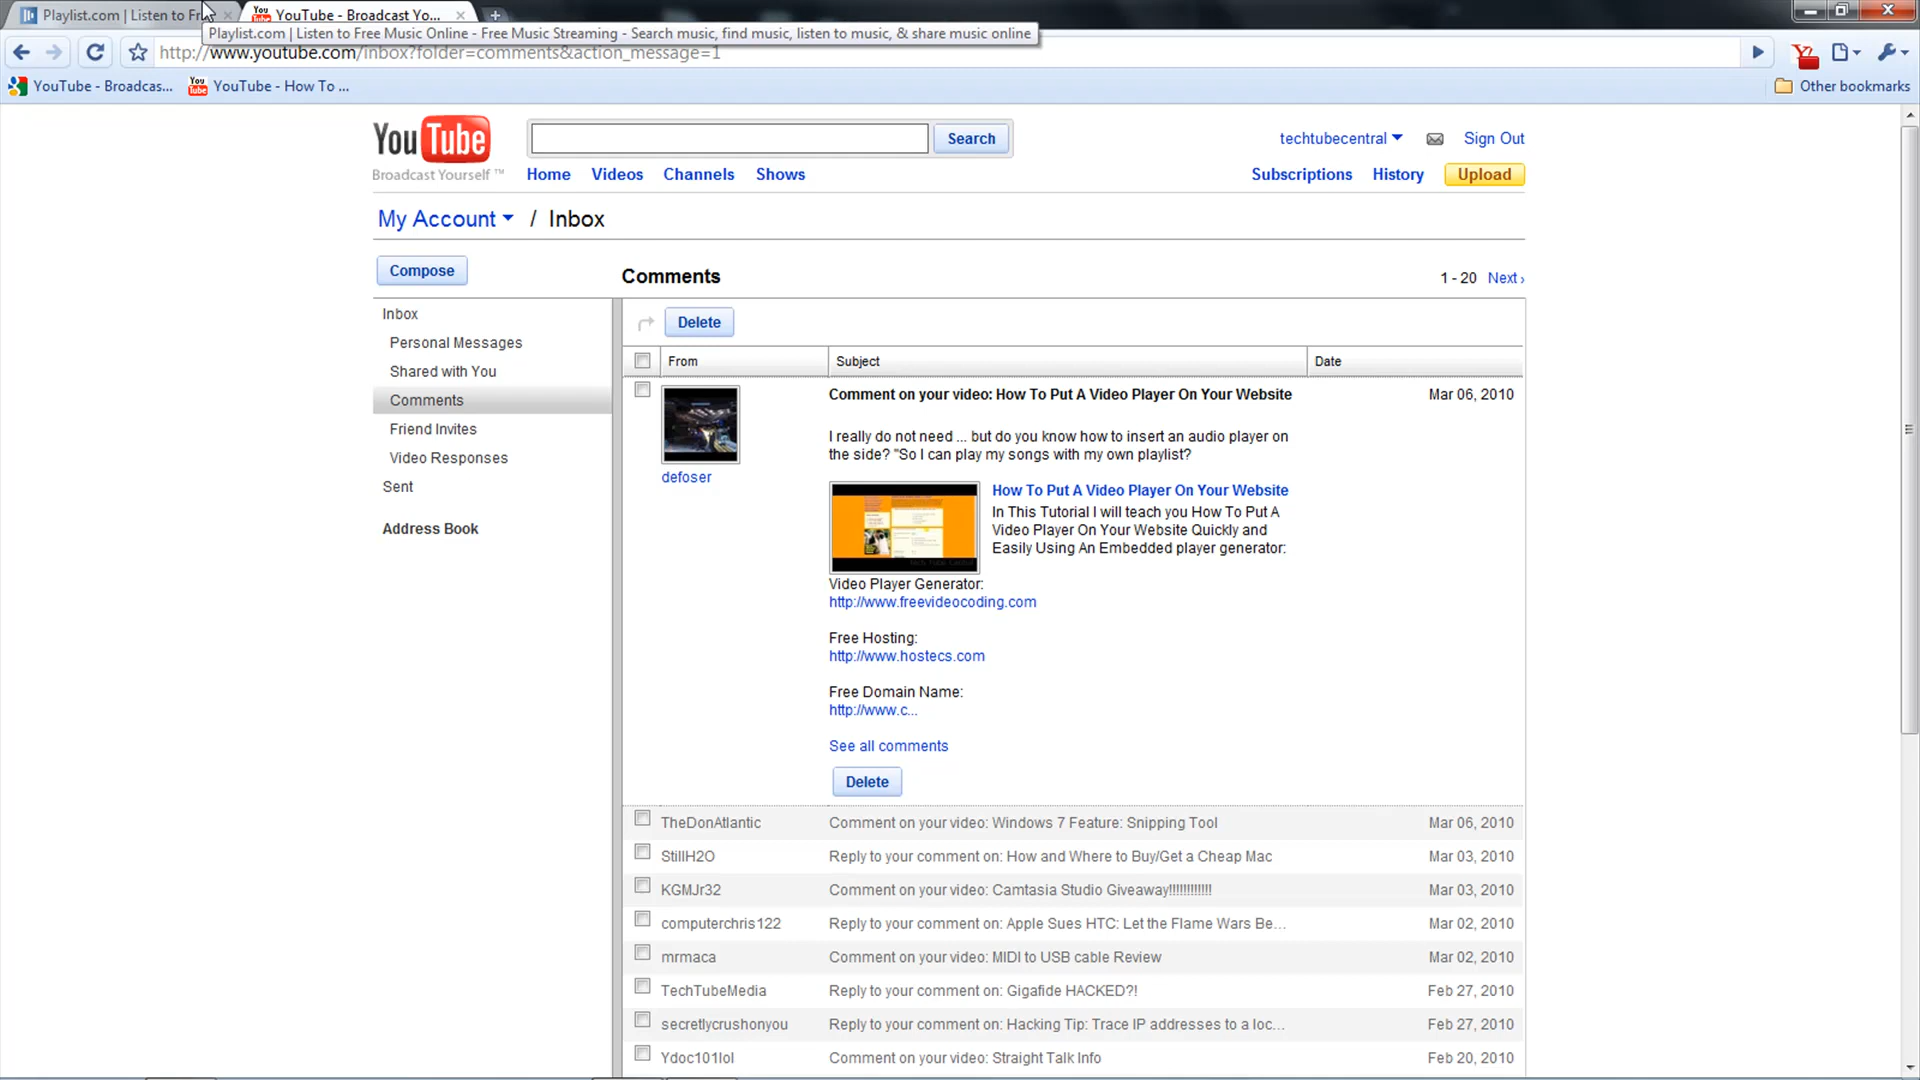 Playlist.com | Listen to Fr
YouTube - Broadcast Yo...
Playlist.com | Listen to Free Music Online - Free Music Streaming - Search music, find music, listen to music, & share music online
http://www.youtube.com/inbox?folder=comments&action_message=1
YouTube - Broadcas...
YouTube - How To ...
Other bookmarks
YouTube
Broadcast Yourself ™
Search
techtubecentral
Sign Out
Home
Videos
Channels
Shows
Subscriptions
History
Upload
My Account / Inbox
Compose
Comments
1 - 20 Next ›
Inbox
Personal Messages
Shared with You
Comments
Friend Invites
Video Responses
Sent
Address Book
Delete
From
Subject
Date
defoser
Comment on your video: How To Put A Video Player On Your Website
Mar 06, 2010
I really do not need ... but do you know how to insert an audio player on
the side? "So I can play my songs with my own playlist?
How To Put A Video Player On Your Website
In This Tutorial I will teach you How To Put A
Video Player On Your Website Quickly and
Easily Using An Embedded player generator:
Video Player Generator:
http://www.freevideocoding.com
Free Hosting:
http://www.hostecs.com
Free Domain Name:
http://www.c...
See all comments
Delete
TheDonAtlantic Comment on your video: Windows 7 Feature: Snipping Tool Mar 06, 2010
StillH2O Reply to your comment on: How and Where to Buy/Get a Cheap Mac Mar 03, 2010
KGMJr32 Comment on your video: Camtasia Studio Giveaway!!!!!!!!!!!! Mar 03, 2010
computerchris122 Reply to your comment on: Apple Sues HTC: Let the Flame Wars Be... Mar 02, 2010
mrmaca Comment on your video: MIDI to USB cable Review Mar 02, 2010
TechTubeMedia Reply to your comment on: Gigafide HACKED?! Feb 27, 2010
secretlycrushonyou Reply to your comment on: Hacking Tip: Trace IP addresses to a loc... Feb 27, 2010
Ydoc101lol Comment on your video: Straight Talk Info Feb 20, 2010